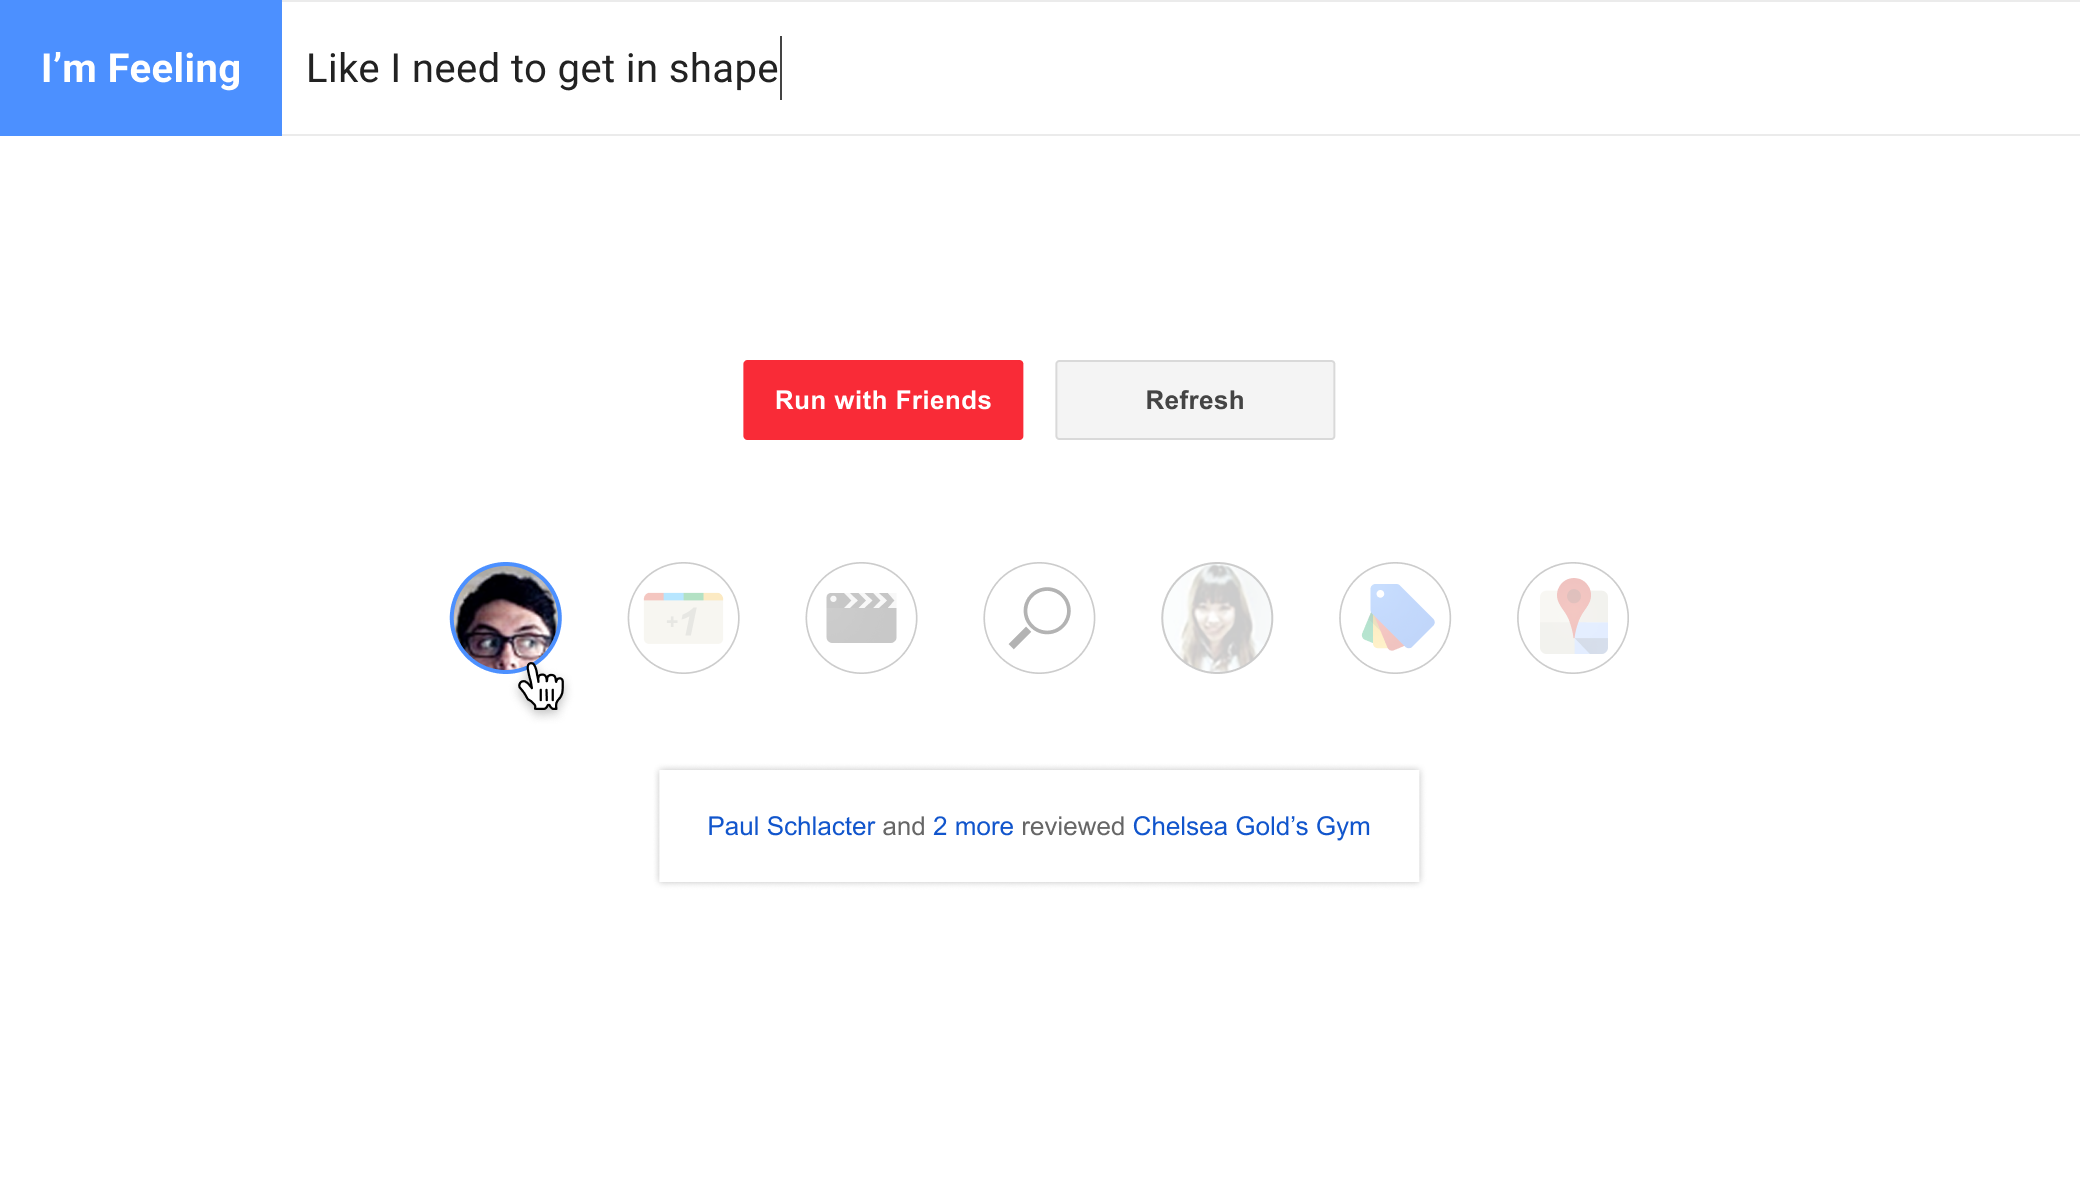 I’m Feeling
Like I need to get in shape
Run with Friends
Refresh
+1
Paul Schlacter and 2 more reviewed Chelsea Gold’s Gym